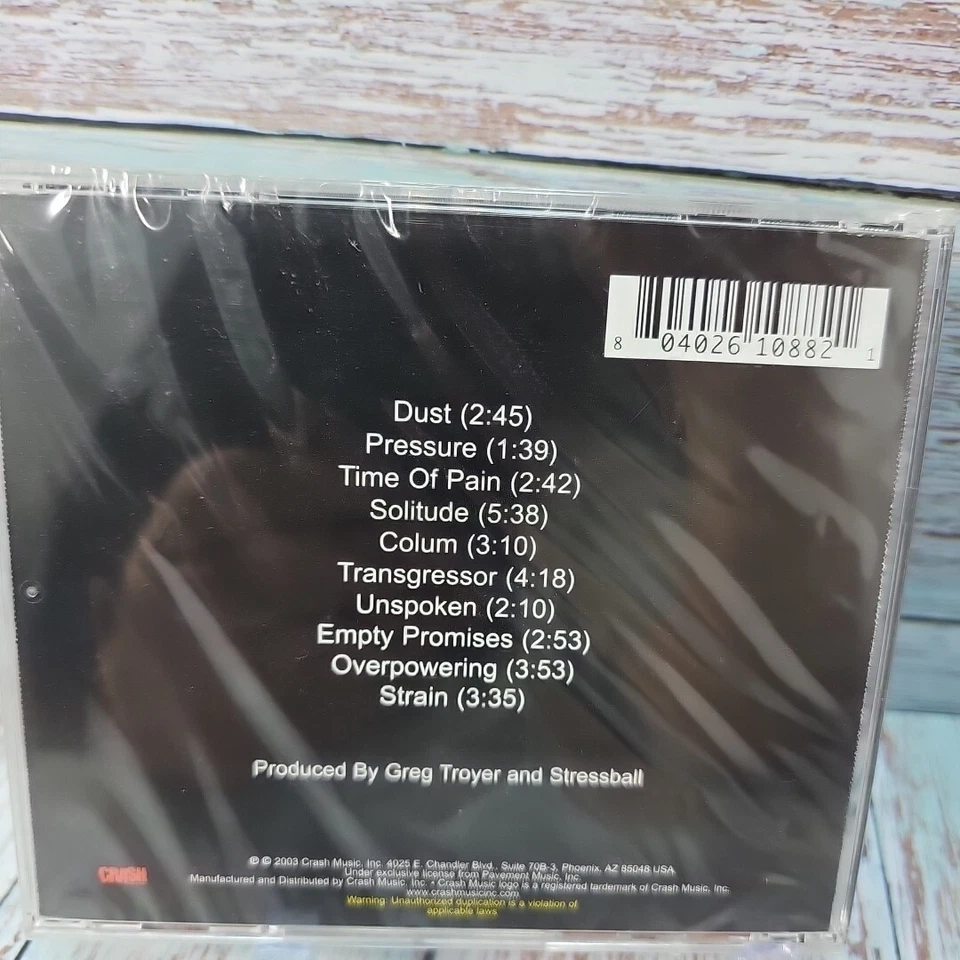 8 04026 10882 1
Dust (2:45)
Pressure (1:39)
Time Of Pain (2:42)
Solitude (5:38)
Colum (3:10)
Transgressor (4:18)
Unspoken (2:10)
Empty Promises (2:53)
Overpowering (3:53)
Strain (3:35)
Produced By Greg Troyer and Stressball
CRASH
℗ © 2003 Crash Music, Inc. 4025 E. Chandler Blvd., Suite 70B-3, Phoenix, AZ 85048 USA
Under exclusive license from Pavement Music, Inc.
Manufactured and Distributed by Crash Music, Inc. • Crash Music logo is a registered trademark of Crash Music, Inc.
www.crashmusicinc.com
Warning: Unauthorized duplication is a violation of
applicable laws